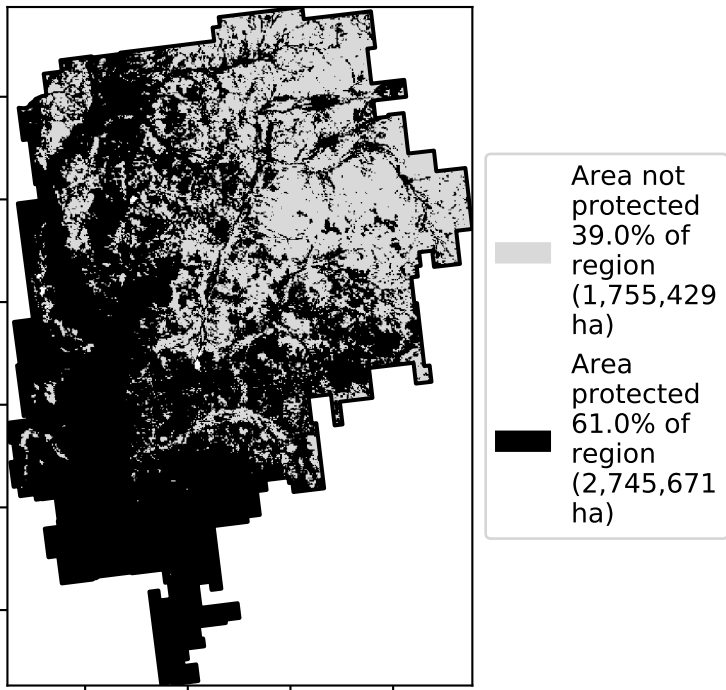 Area not
protected
39.0% of
region
(1,755,429
ha)
Area
protected
61.0% of
region
(2,745,671
ha)